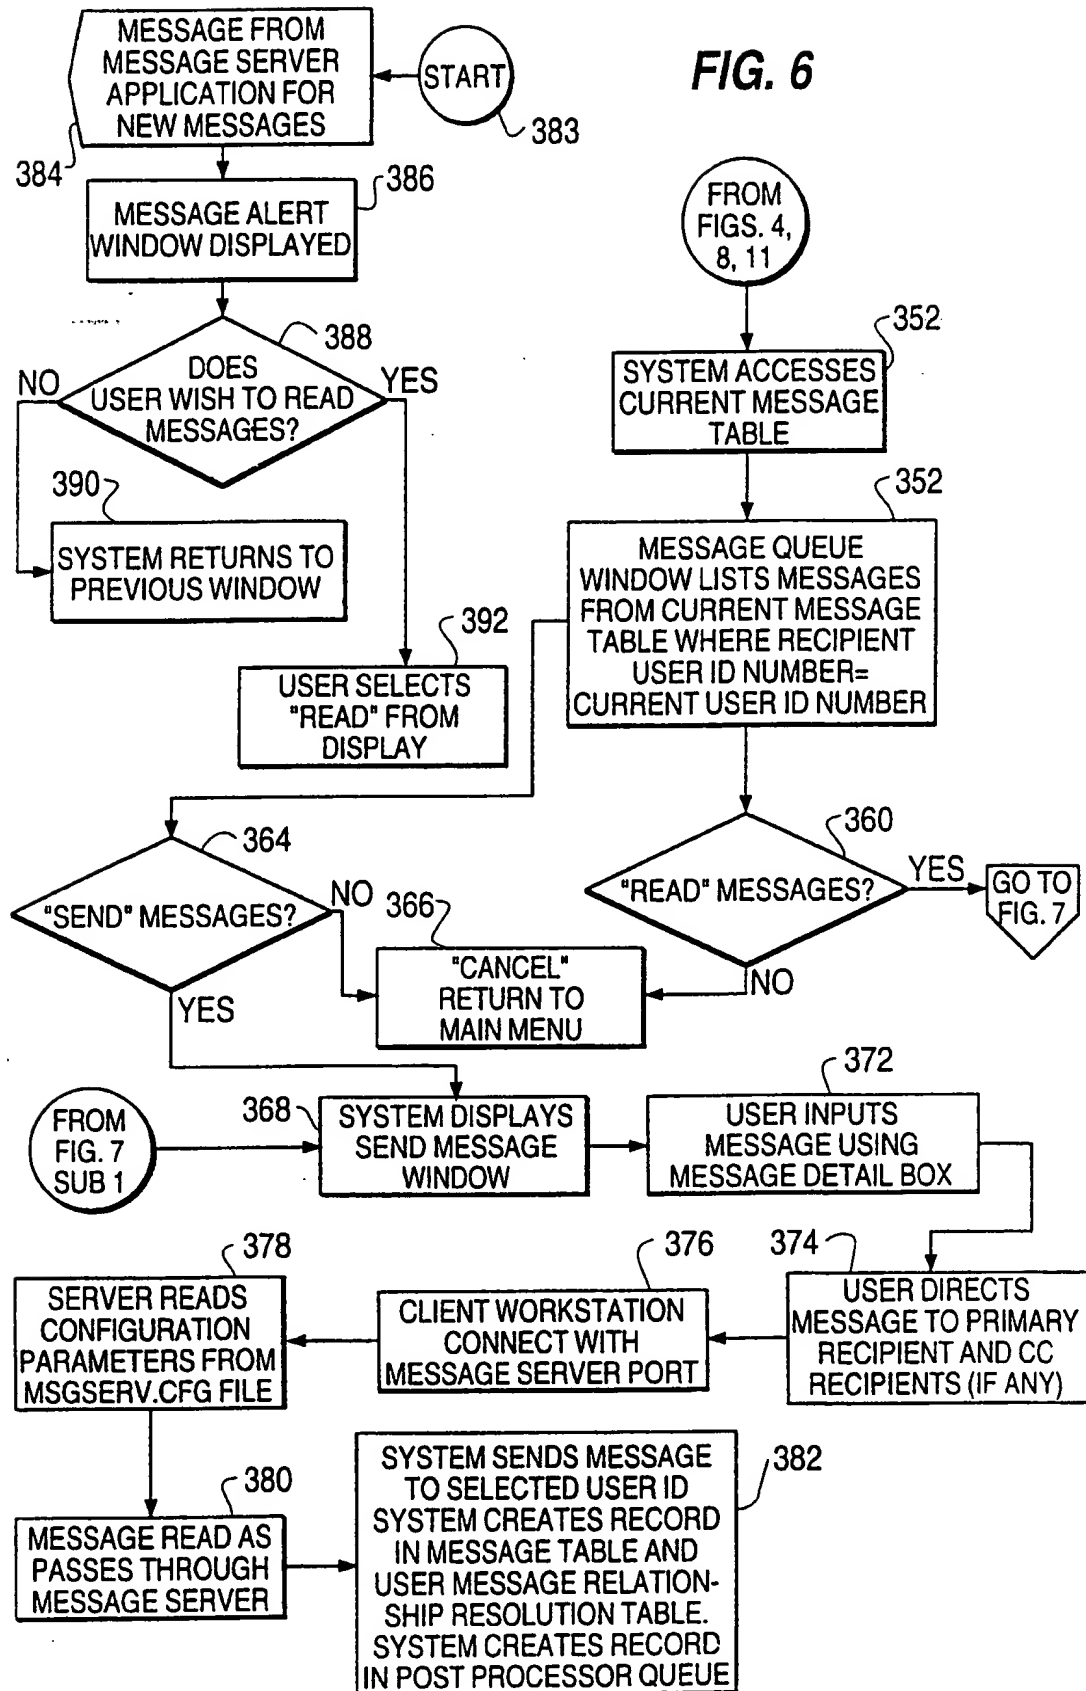 FIG. 6
MESSAGE FROM
MESSAGE SERVER
APPLICATION FOR
NEW MESSAGES
START
383
384
386
MESSAGE ALERT
WINDOW DISPLAYED
388
DOES
USER WISH TO READ
MESSAGES?
NO
YES
390
SYSTEM RETURNS TO
PREVIOUS WINDOW
392
USER SELECTS
"READ" FROM
DISPLAY
FROM
FIGS. 4,
8, 11
352
SYSTEM ACCESSES
CURRENT MESSAGE
TABLE
352
MESSAGE QUEUE
WINDOW LISTS MESSAGES
FROM CURRENT MESSAGE
TABLE WHERE RECIPIENT
USER ID NUMBER=
CURRENT USER ID NUMBER
364
"SEND" MESSAGES?
NO
YES
360
"READ" MESSAGES?
YES
GO TO
FIG. 7
NO
366
"CANCEL"
RETURN TO
MAIN MENU
FROM
FIG. 7
SUB 1
368
SYSTEM DISPLAYS
SEND MESSAGE
WINDOW
372
USER INPUTS
MESSAGE USING
MESSAGE DETAIL BOX
374
USER DIRECTS
MESSAGE TO PRIMARY
RECIPIENT AND CC
RECIPIENTS (IF ANY)
376
CLIENT WORKSTATION
CONNECT WITH
MESSAGE SERVER PORT
378
SERVER READS
CONFIGURATION
PARAMETERS FROM
MSGSERV.CFG FILE
380
MESSAGE READ AS
PASSES THROUGH
MESSAGE SERVER
382
SYSTEM SENDS MESSAGE
TO SELECTED USER ID
SYSTEM CREATES RECORD
IN MESSAGE TABLE AND
USER MESSAGE RELATION-
SHIP RESOLUTION TABLE.
SYSTEM CREATES RECORD
IN POST PROCESSOR QUEUE